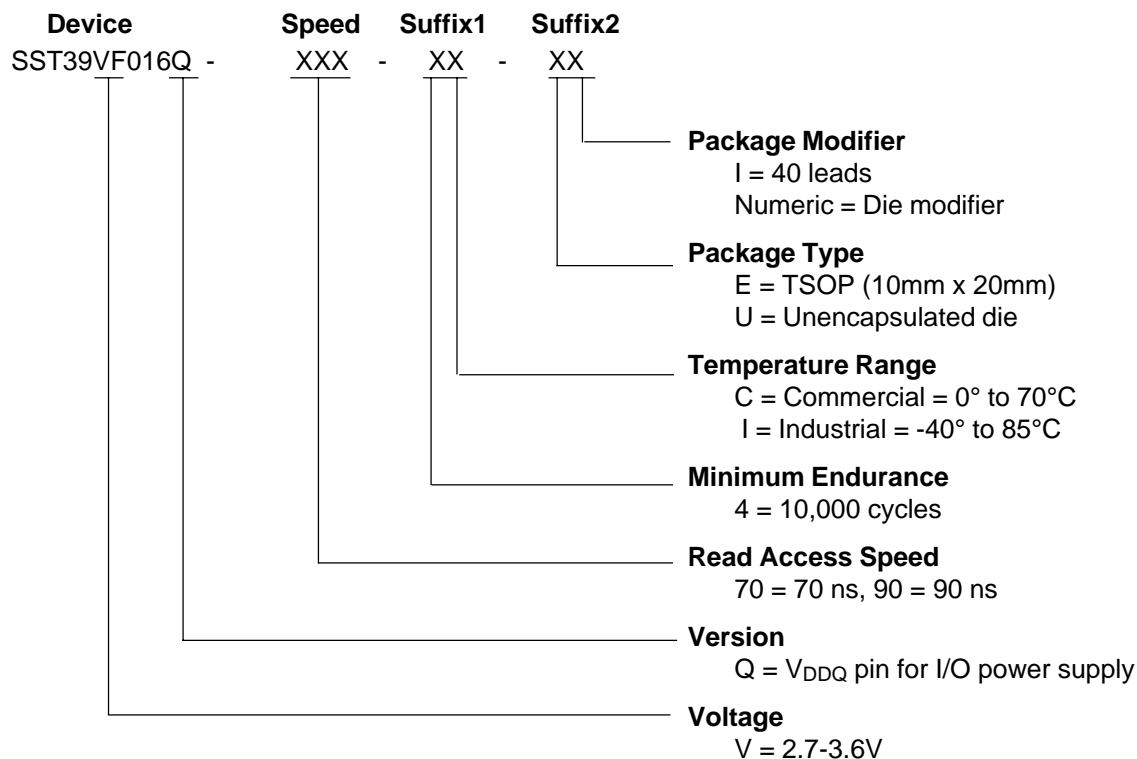 Device Speed Suffix1 Suffix2
SST39VF016Q - XXX - XX - XX
Package Modifier
I = 40 leads
Numeric = Die modifier
Package Type
E = TSOP (10mm x 20mm)
U = Unencapsulated die
Temperature Range
C = Commercial = 0° to 70°C
I = Industrial = -40° to 85°C
Minimum Endurance
4 = 10,000 cycles
Read Access Speed
70 = 70 ns, 90 = 90 ns
Version
Q = VDDQ pin for I/O power supply
Voltage
V = 2.7-3.6V